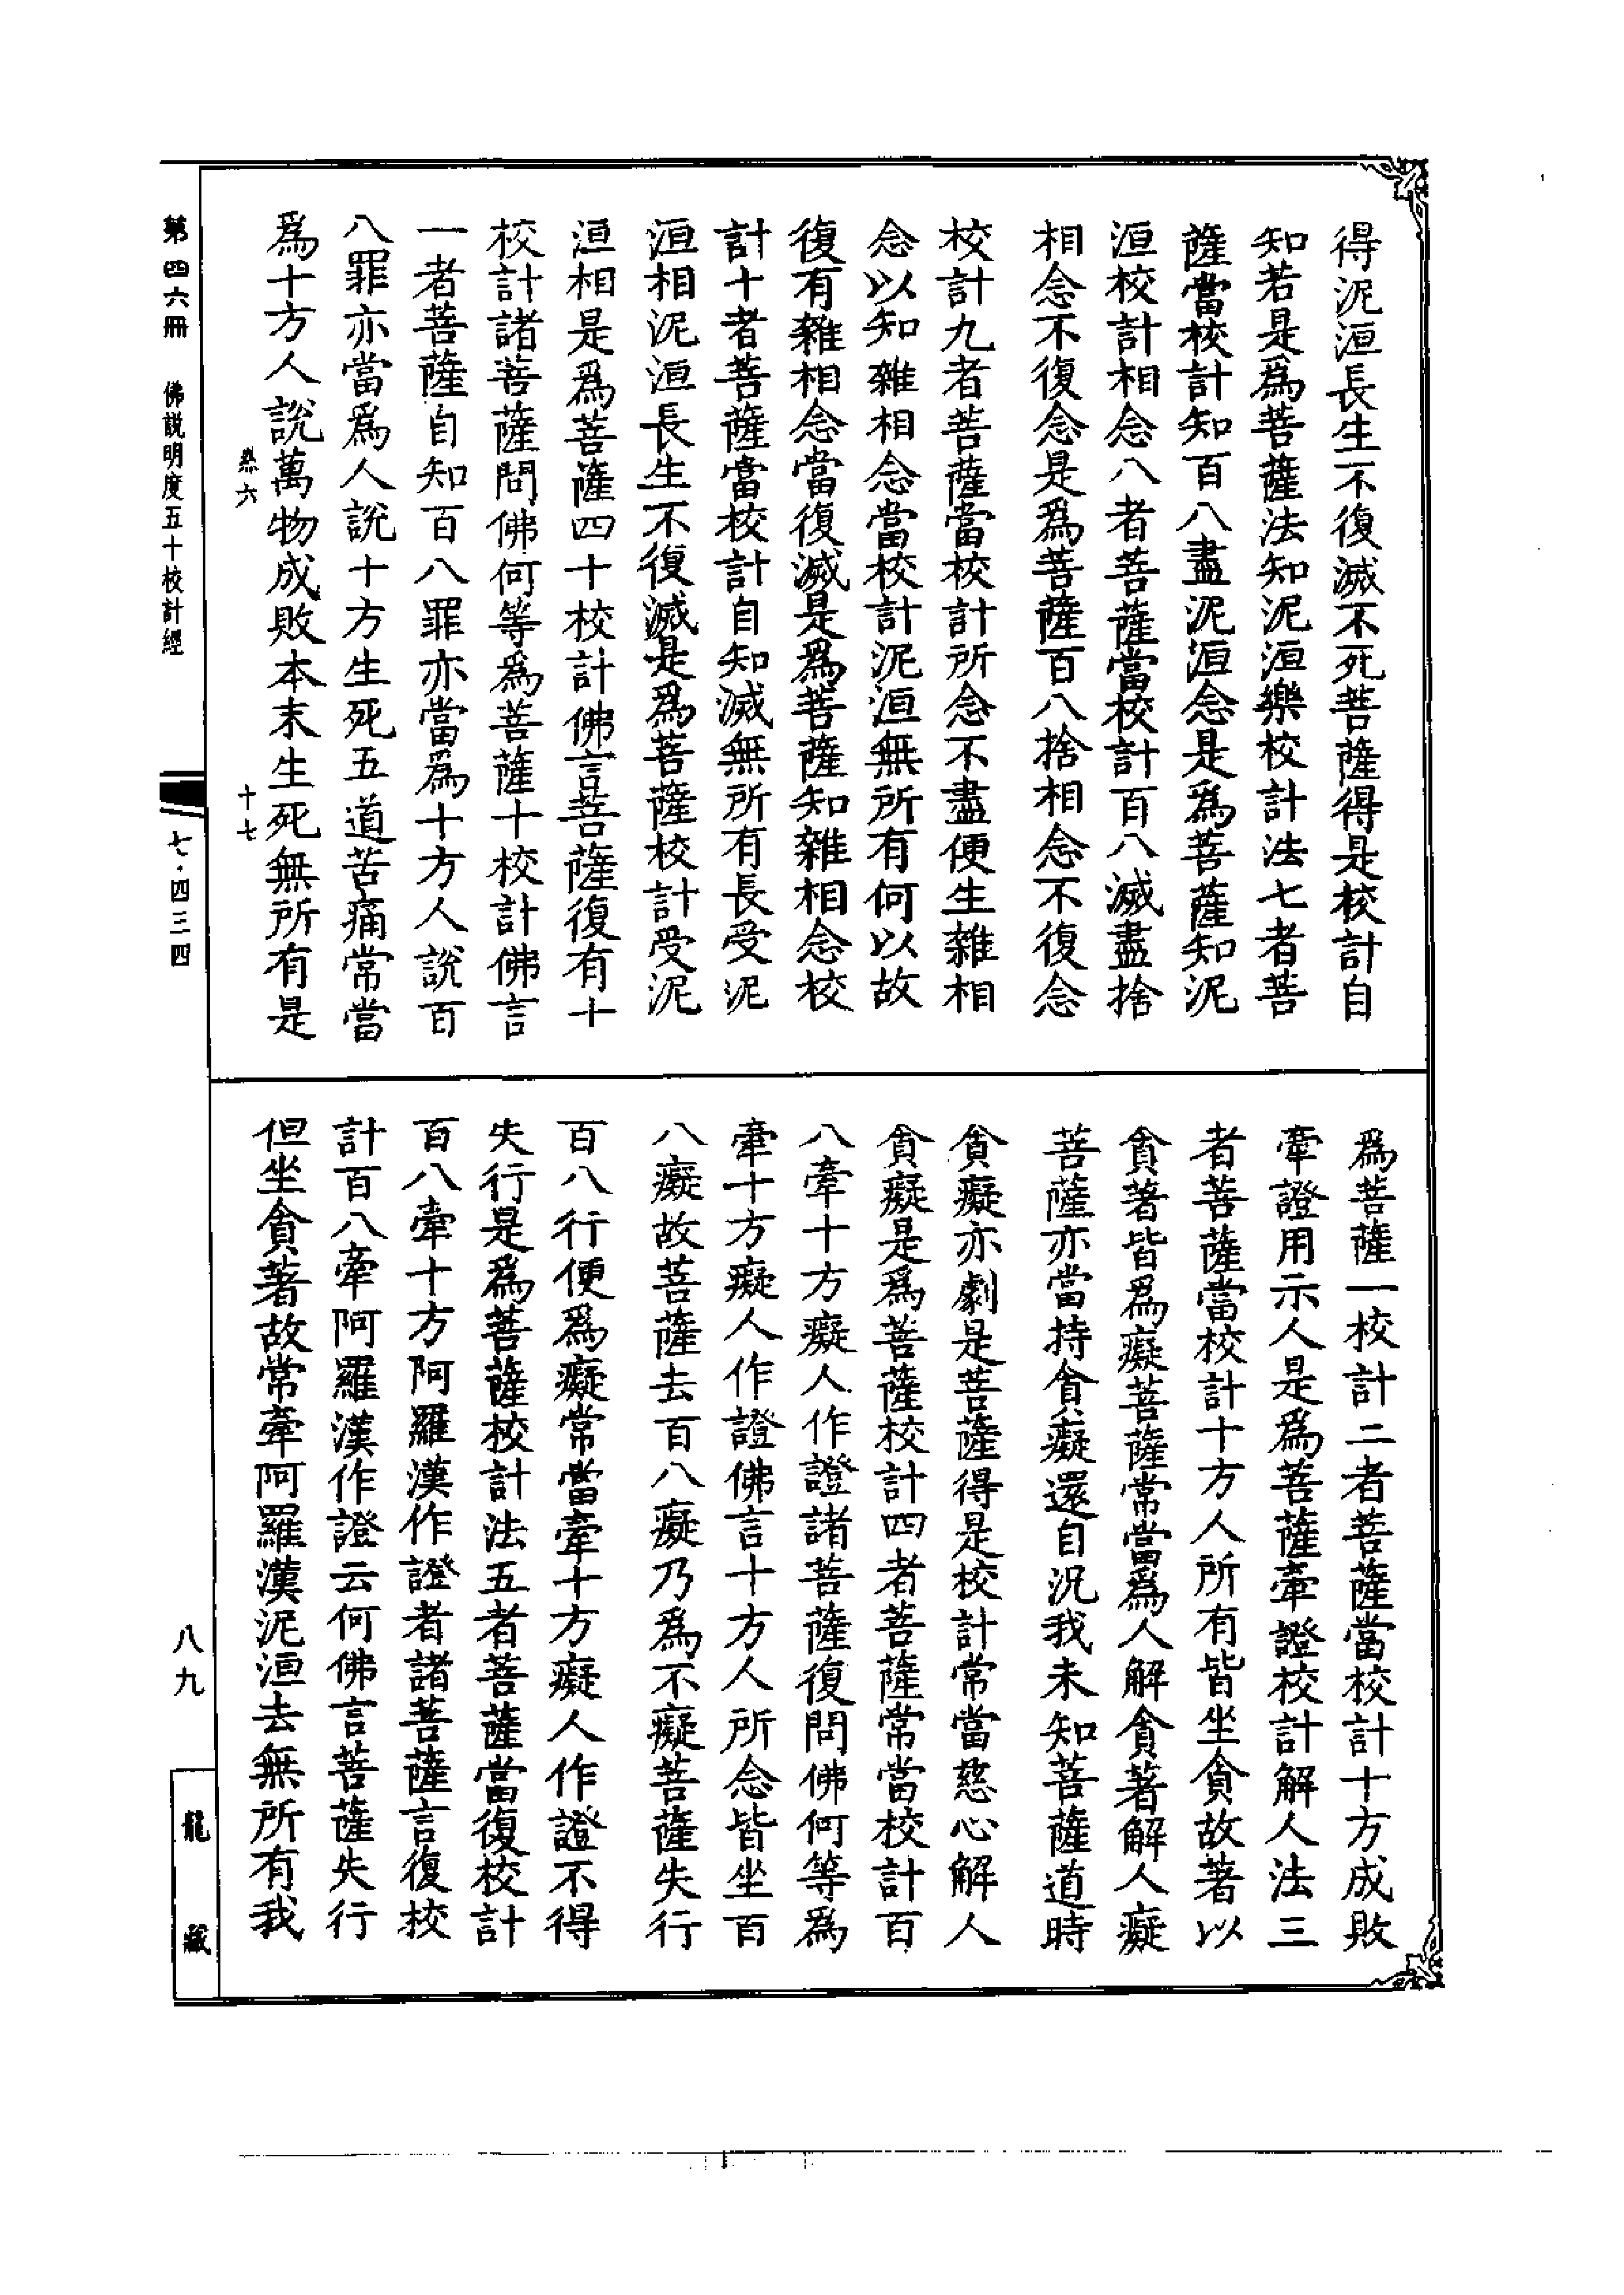 得泥洹長生不復滅不死菩薩得是校計自
知若是爲菩薩法知泥洹樂校計法七者菩
薩當校計知百八盡泥洹念是爲菩薩知泥
洹校計相念八者菩薩當校計百八滅盡捨
相念不復念是爲菩薩百八捨相念不復念
校計九者菩薩當校計所念不盡便生雜相
念以知雜相念當校計泥洹無所有何以故
復有雜相念當復滅是爲菩薩知雜相念校
計十者菩薩當校計自知滅無所有長受泥
洹相泥洹長生不復滅是爲菩薩校計受泥
洹相是爲菩薩四十校計佛言菩薩復有十
校計諸菩薩問佛何等爲菩薩十校計佛言
一者菩薩自知百八罪亦當爲十方人說百
八罪亦當爲人說十方生死五道苦痛常當
爲十方人說萬物成敗本末生死無所有是
爲菩薩一校計二者菩薩當校計十方成敗
牽證用示人是爲菩薩牽證校計解人法三
者菩薩當校計十方人所有皆坐貪故著以
貪著皆爲癡菩薩常當爲人解貪著解人癡
菩薩亦當持貪癡還自況我未知菩薩道時
貪癡亦劇是菩薩得是校計常當慈心解人
貪癡是爲菩薩校計四者菩薩常當校計百
八牽十方癡人作證諸菩薩復問佛何等爲
牽十方癡人作證佛言十方人所念皆坐百
八癡故菩薩去百八癡乃爲不癡菩薩失行
百八行便爲癡常當牽十方癡人作證不得
失行是爲菩薩校計法五者菩薩當復校計
百八牽十方阿羅漢作證者諸菩薩言復校
計百八牽阿羅漢作證云何佛言菩薩失行
但坐貪著故常牽阿羅漢泥洹去無所有我
第四六冊　佛說明度五十校計經
七·四三四
八九
龍藏
六
十七